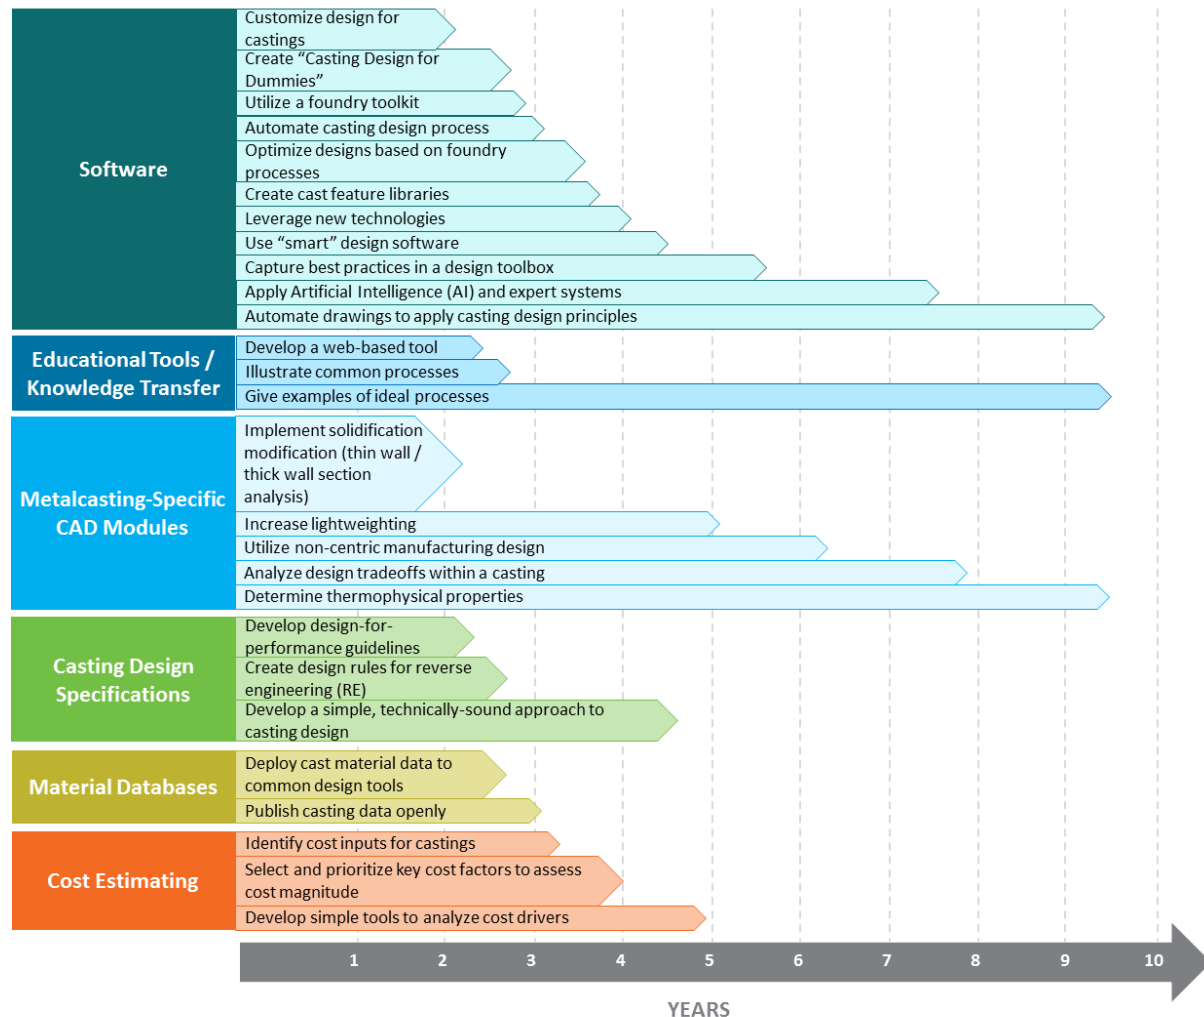 Software
Customize design for
castings
Create “Casting Design for
Dummies”
Utilize a foundry toolkit
Automate casting design process
Optimize designs based on foundry
processes
Create cast feature libraries
Leverage new technologies
Use “smart” design software
Capture best practices in a design toolbox
Apply Artificial Intelligence (AI) and expert systems
Automate drawings to apply casting design principles
Educational Tools /
Knowledge Transfer
Develop a web-based tool
Illustrate common processes
Give examples of ideal processes
Metalcasting-Specific
CAD Modules
Implement solidification
modification (thin wall /
thick wall section
analysis)
Increase lightweighting
Utilize non-centric manufacturing design
Analyze design tradeoffs within a casting
Determine thermophysical properties
Casting Design
Specifications
Develop design-for-
performance guidelines
Create design rules for reverse
engineering (RE)
Develop a simple, technically-sound approach to
casting design
Material Databases
Deploy cast material data to
common design tools
Publish casting data openly
Cost Estimating
Identify cost inputs for castings
Select and prioritize key cost factors to assess
cost magnitude
Develop simple tools to analyze cost drivers
1 2 3 4 5 6 7 8 9 10
YEARS